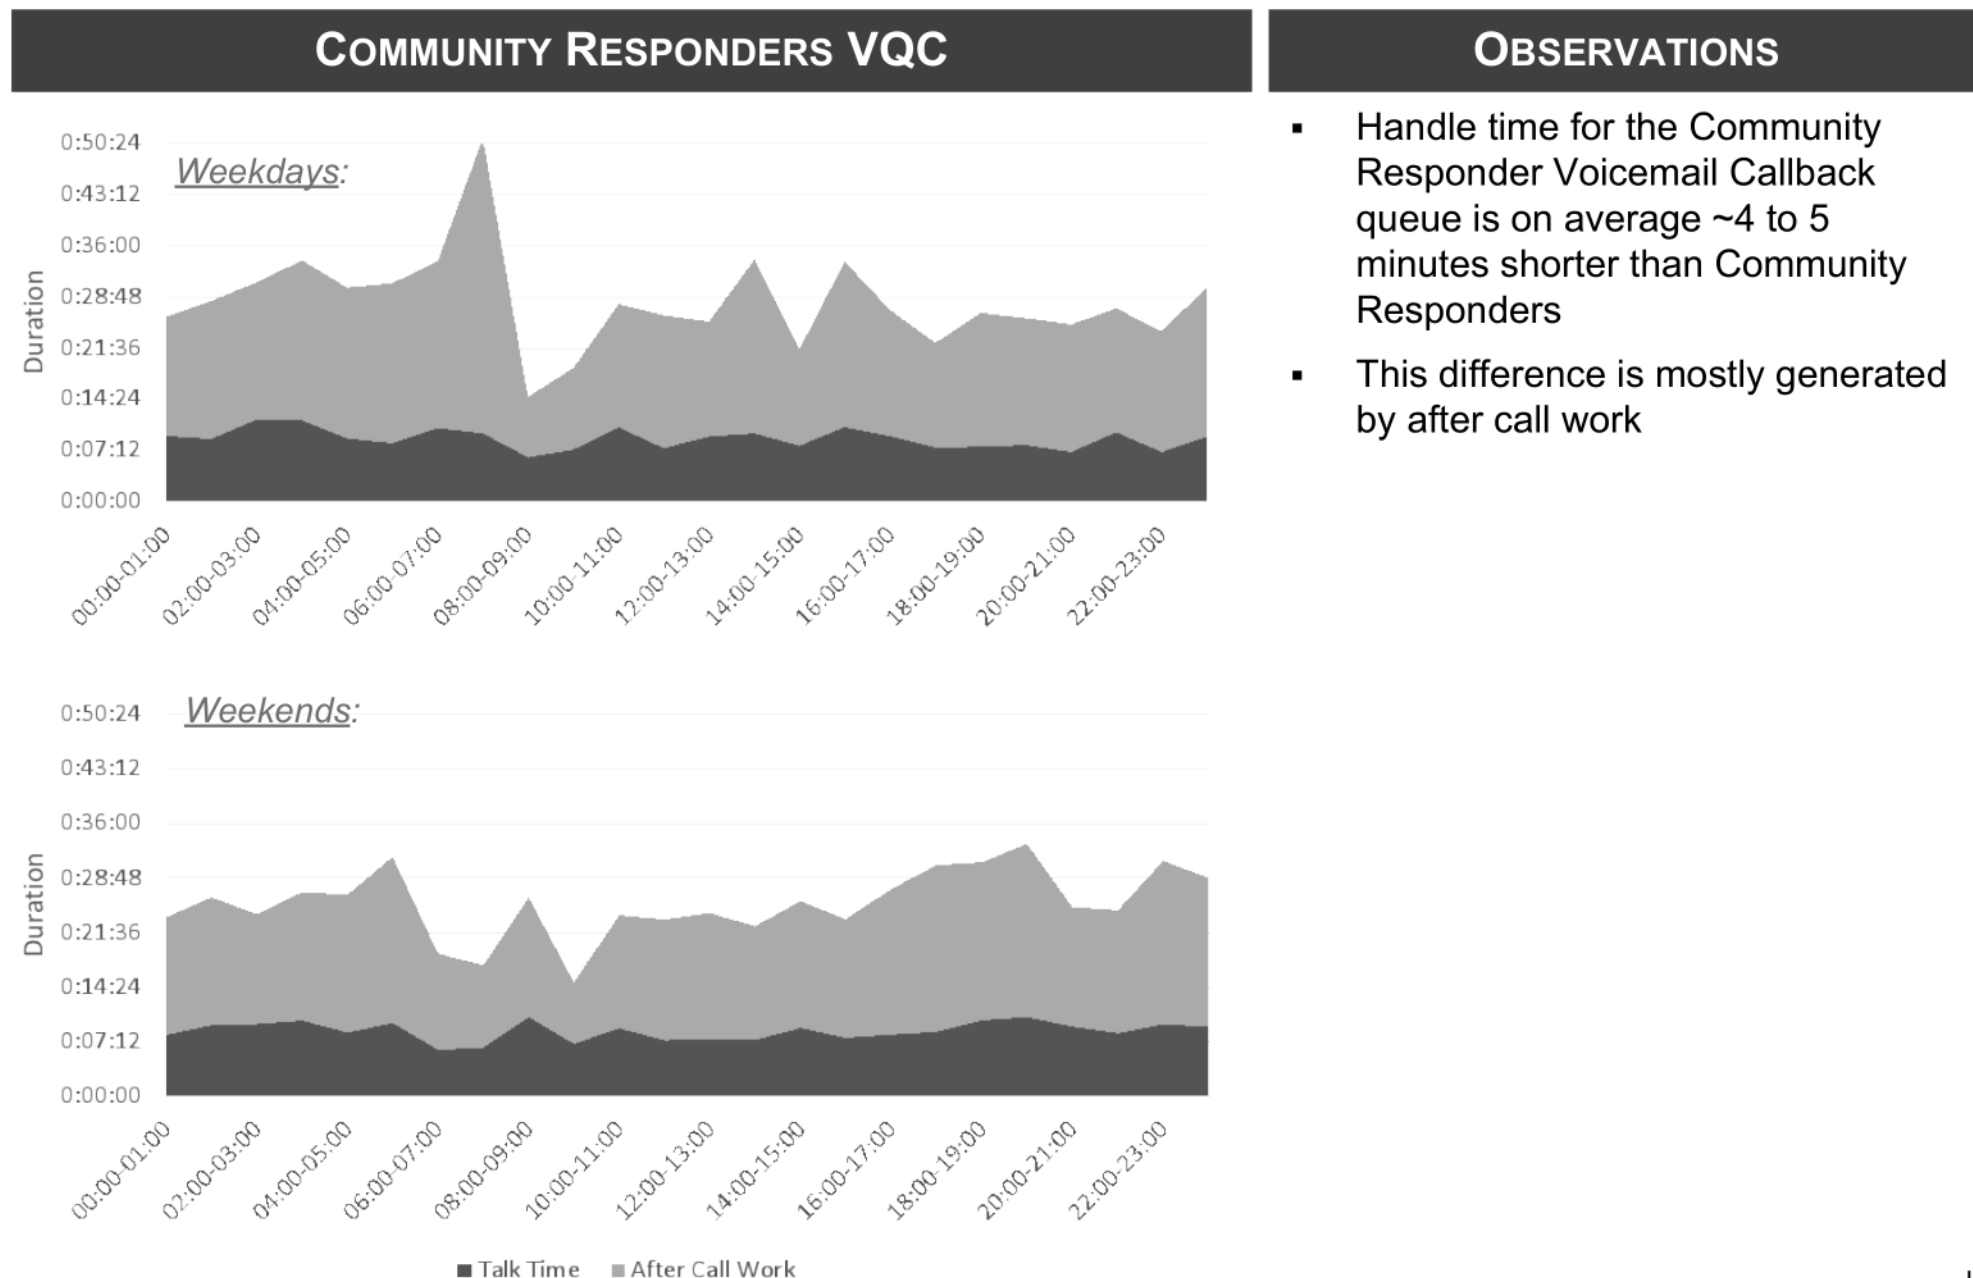 COMMUNITY RESPONDERS VQC
Weekdays:
0:50:24
0:43:12
0:36:00
0:28:48
0:21:36
0:14:24
0:07:12
0:00:00
Duration
00:00-01:00
02:00-03:00
04:00-05:00
06:00-07:00
08:00-09:00
10:00-11:00
12:00-13:00
14:00-15:00
16:00-17:00
18:00-19:00
20:00-21:00
22:00-23:00
Weekends:
0:50:24
0:43:12
0:36:00
0:28:48
0:21:36
0:14:24
0:07:12
0:00:00
Duration
00:00-01:00
02:00-03:00
04:00-05:00
06:00-07:00
08:00-09:00
10:00-11:00
12:00-13:00
14:00-15:00
16:00-17:00
18:00-19:00
20:00-21:00
22:00-23:00
Talk Time After Call Work
OBSERVATIONS
▪ Handle time for the Community
Responder Voicemail Callback
queue is on average ~4 to 5
minutes shorter than Community
Responders
▪ This difference is mostly generated
by after call work